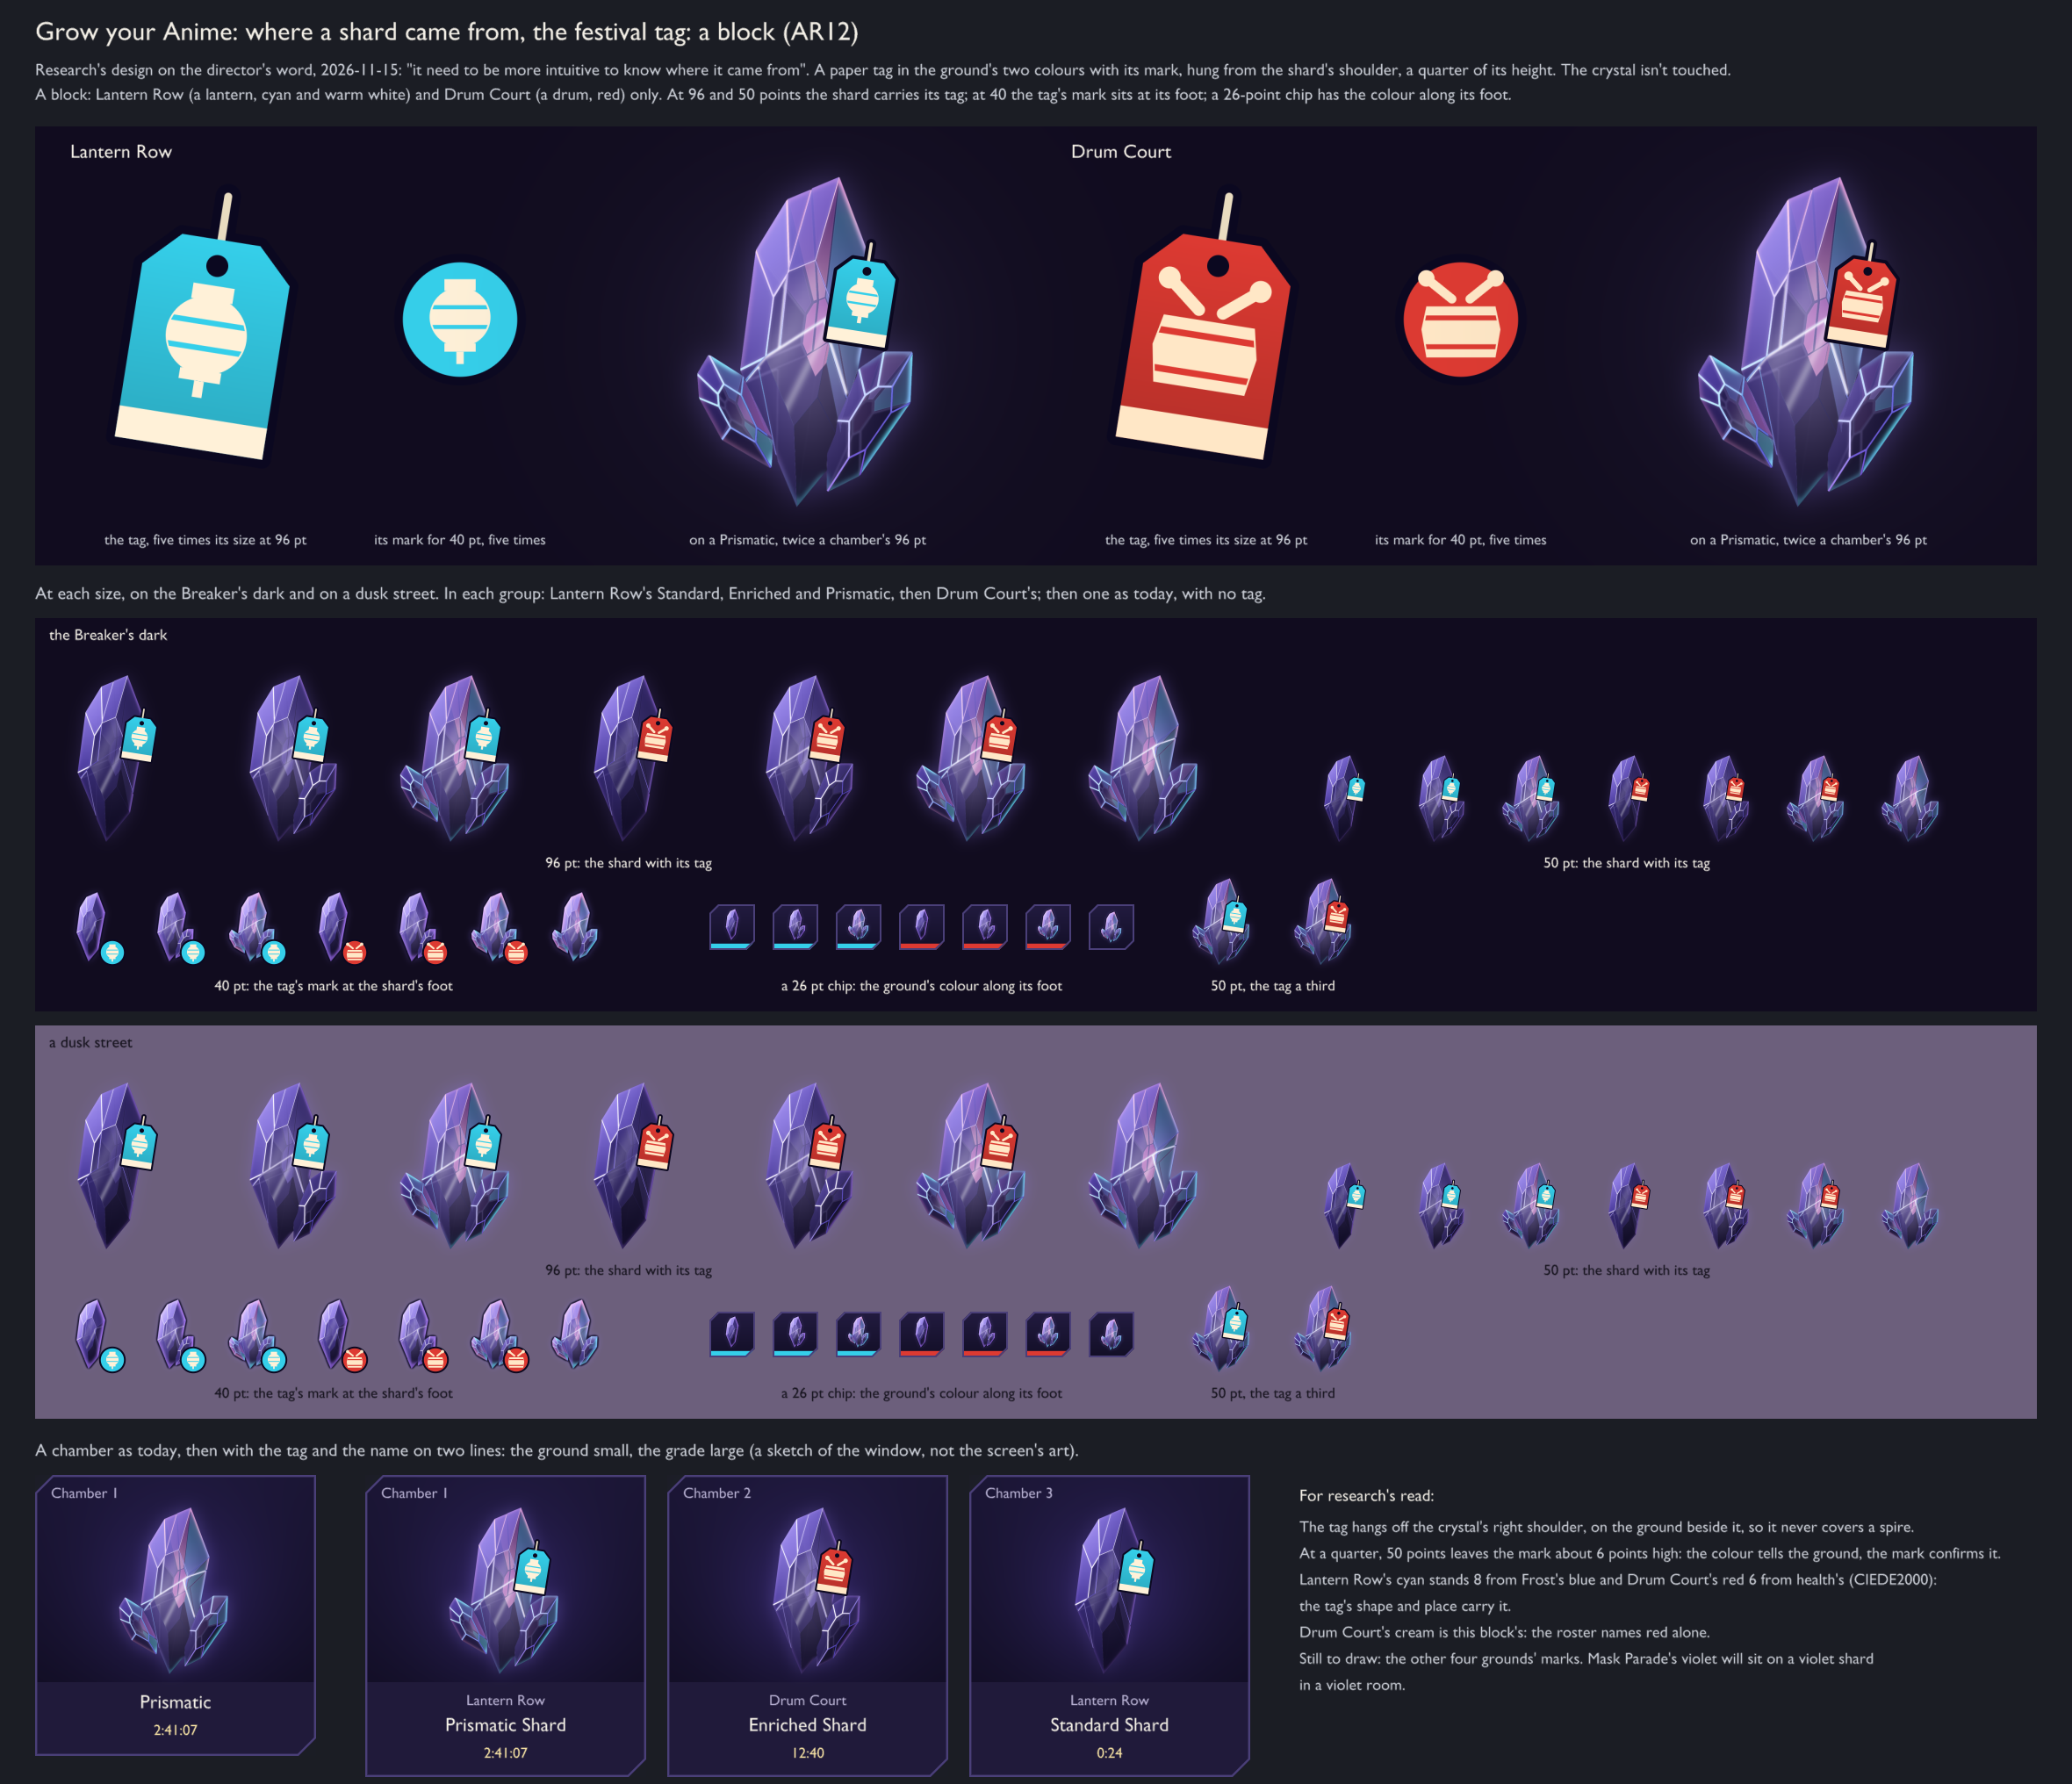 Grow your Anime: where a shard came from, the festival tag: a block (AR12)
Research's design on the director's word, 2026-11-15: "it need to be more intuitive to know where it came from". A paper tag in the ground's two colours with its mark, hung from the shard's shoulder, a quarter of its height. The crystal isn't touched.
A block: Lantern Row (a lantern, cyan and warm white) and Drum Court (a drum, red) only. At 96 and 50 points the shard carries its tag; at 40 the tag's mark sits at its foot; a 26-point chip has the colour along its foot.
Lantern Row
Drum Court
the tag, five times its size at 96 pt
its mark for 40 pt, five times
on a Prismatic, twice a chamber's 96 pt
the tag, five times its size at 96 pt
its mark for 40 pt, five times
on a Prismatic, twice a chamber's 96 pt
At each size, on the Breaker's dark and on a dusk street. In each group: Lantern Row's Standard, Enriched and Prismatic, then Drum Court's; then one as today, with no tag.
the Breaker's dark
96 pt: the shard with its tag
50 pt: the shard with its tag
40 pt: the tag's mark at the shard's foot
a 26 pt chip: the ground's colour along its foot
50 pt, the tag a third
a dusk street
96 pt: the shard with its tag
50 pt: the shard with its tag
40 pt: the tag's mark at the shard's foot
a 26 pt chip: the ground's colour along its foot
50 pt, the tag a third
A chamber as today, then with the tag and the name on two lines: the ground small, the grade large (a sketch of the window, not the screen's art).
Chamber 1
Prismatic
2:41:07
Chamber 1
Lantern Row
Prismatic Shard
2:41:07
Chamber 2
Drum Court
Enriched Shard
12:40
Chamber 3
Lantern Row
Standard Shard
0:24
For research's read:
The tag hangs off the crystal's right shoulder, on the ground beside it, so it never covers a spire.
At a quarter, 50 points leaves the mark about 6 points high: the colour tells the ground, the mark confirms it.
Lantern Row's cyan stands 8 from Frost's blue and Drum Court's red 6 from health's (CIEDE2000):
the tag's shape and place carry it.
Drum Court's cream is this block's: the roster names red alone.
Still to draw: the other four grounds' marks. Mask Parade's violet will sit on a violet shard
in a violet room.